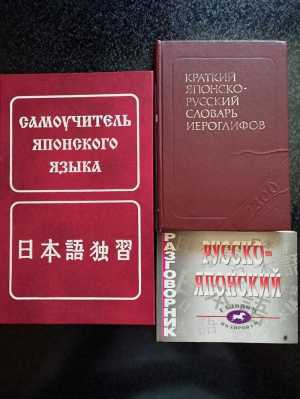 САМОУЧИТЕЛЬ
ЯПОНСКОГО
ЯЗЫКА
日本語独習
КРАТКИЙ
ЯПОНСКО-
РУССКИЙ
СЛОВАРЬ
ИЕРОГЛИФОВ
РАЗГОВОРНИК
РУССКО-
ЯПОНСКИЙ